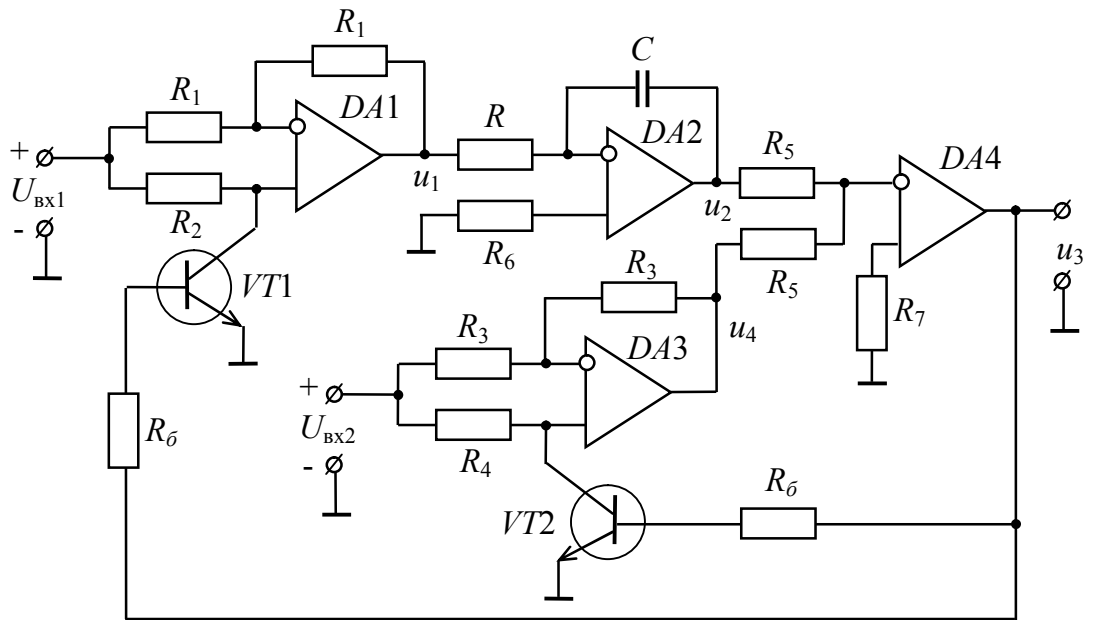 R₁
C
R₁
DA1
R
DA2
R₅
DA4
+
Uвх1
-
u₁
u₂
R₂
R₆
R₃
R₅
u₃
VT1
R₇
R₃
DA3
u₄
+
Uвх2
-
Rб
R₄
VT2
Rб